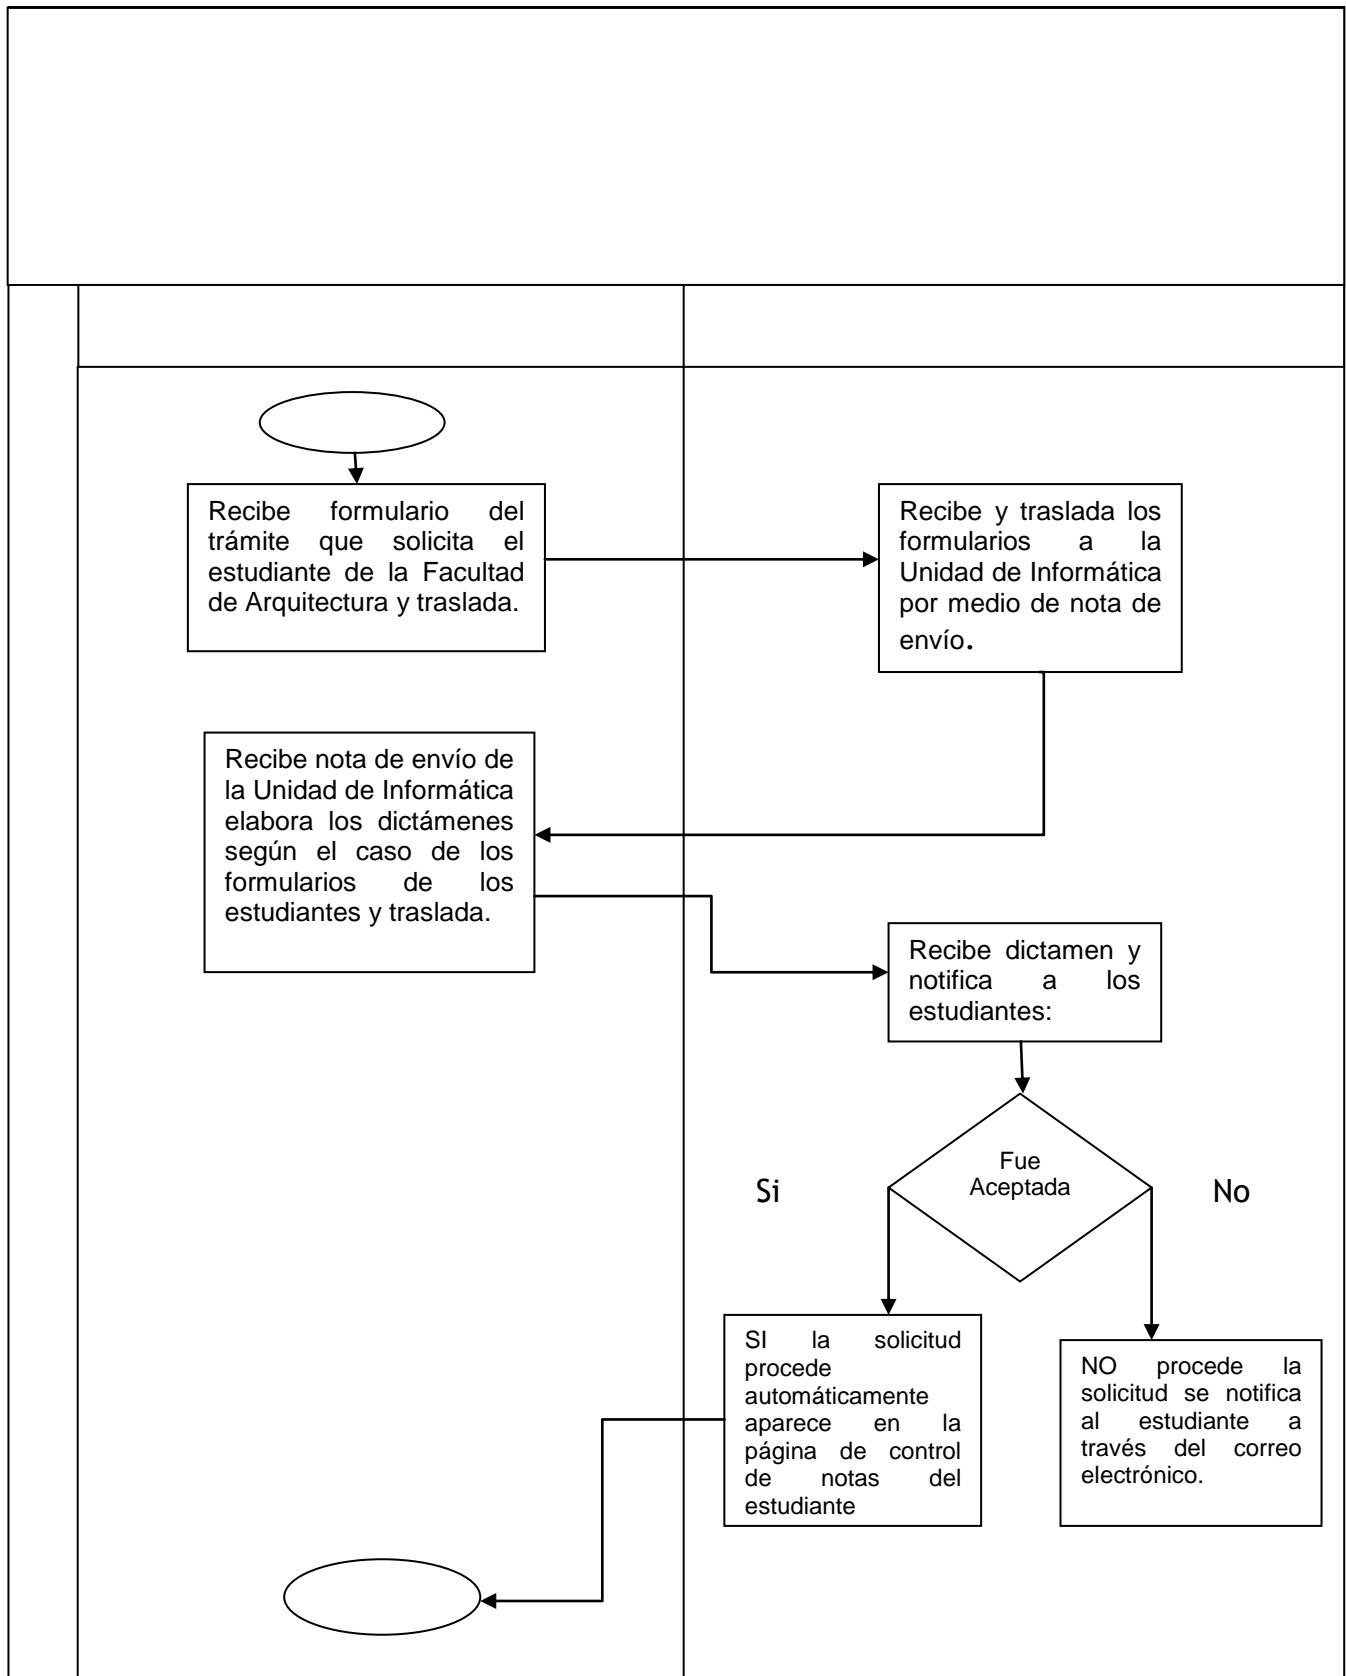 Recibe formulario del
trámite que solicita el
estudiante de la Facultad
de Arquitectura y traslada.
Recibe y traslada los
formularios a la
Unidad de Informática
por medio de nota de
envío.
Recibe nota de envío de
la Unidad de Informática
elabora los dictámenes
según el caso de los
formularios de los
estudiantes y traslada.
Recibe dictamen y
notifica a los
estudiantes:
Fue
Aceptada
Si
No
SI la solicitud
procede
automáticamente
aparece en la
página de control
de notas del
estudiante
NO procede la
solicitud se notifica
al estudiante a
través del correo
electrónico.